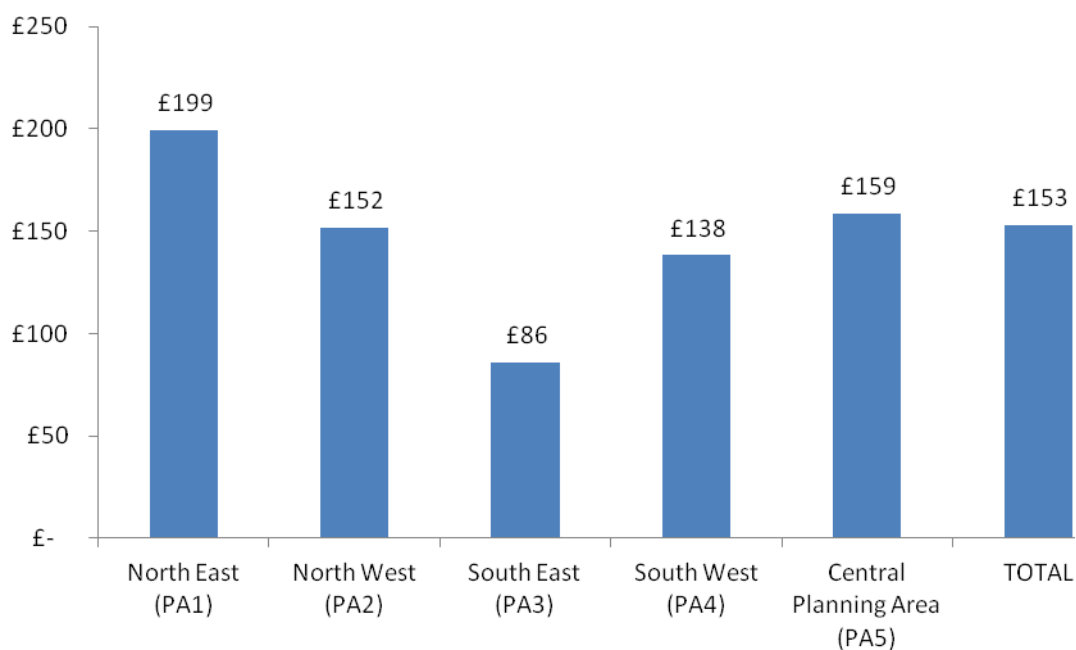 £250
£200
£150
£100
£50
£-
£199
£152
£86
£138
£159
£153
North East
(PA1)
North West
(PA2)
South East
(PA3)
South West
(PA4)
Central
Planning Area
(PA5)
TOTAL